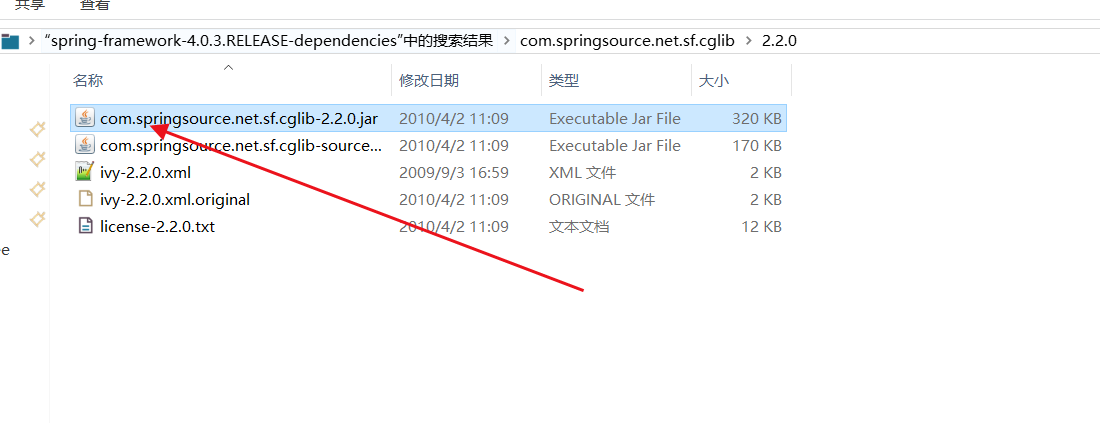 共享 查看
“spring-framework-4.0.3.RELEASE-dependencies”中的搜索结果 com.springsource.net.sf.cglib 2.2.0
名称 修改日期 类型 大小
com.springsource.net.sf.cglib-2.2.0.jar 2010/4/2 11:09 Executable Jar File 320 KB
com.springsource.net.sf.cglib-source... 2010/4/2 11:09 Executable Jar File 170 KB
ivy-2.2.0.xml 2009/9/3 16:59 XML 文件 2 KB
ivy-2.2.0.xml.original 2010/4/2 11:09 ORIGINAL 文件 2 KB
license-2.2.0.txt 2010/4/2 11:09 文本文档 12 KB
e